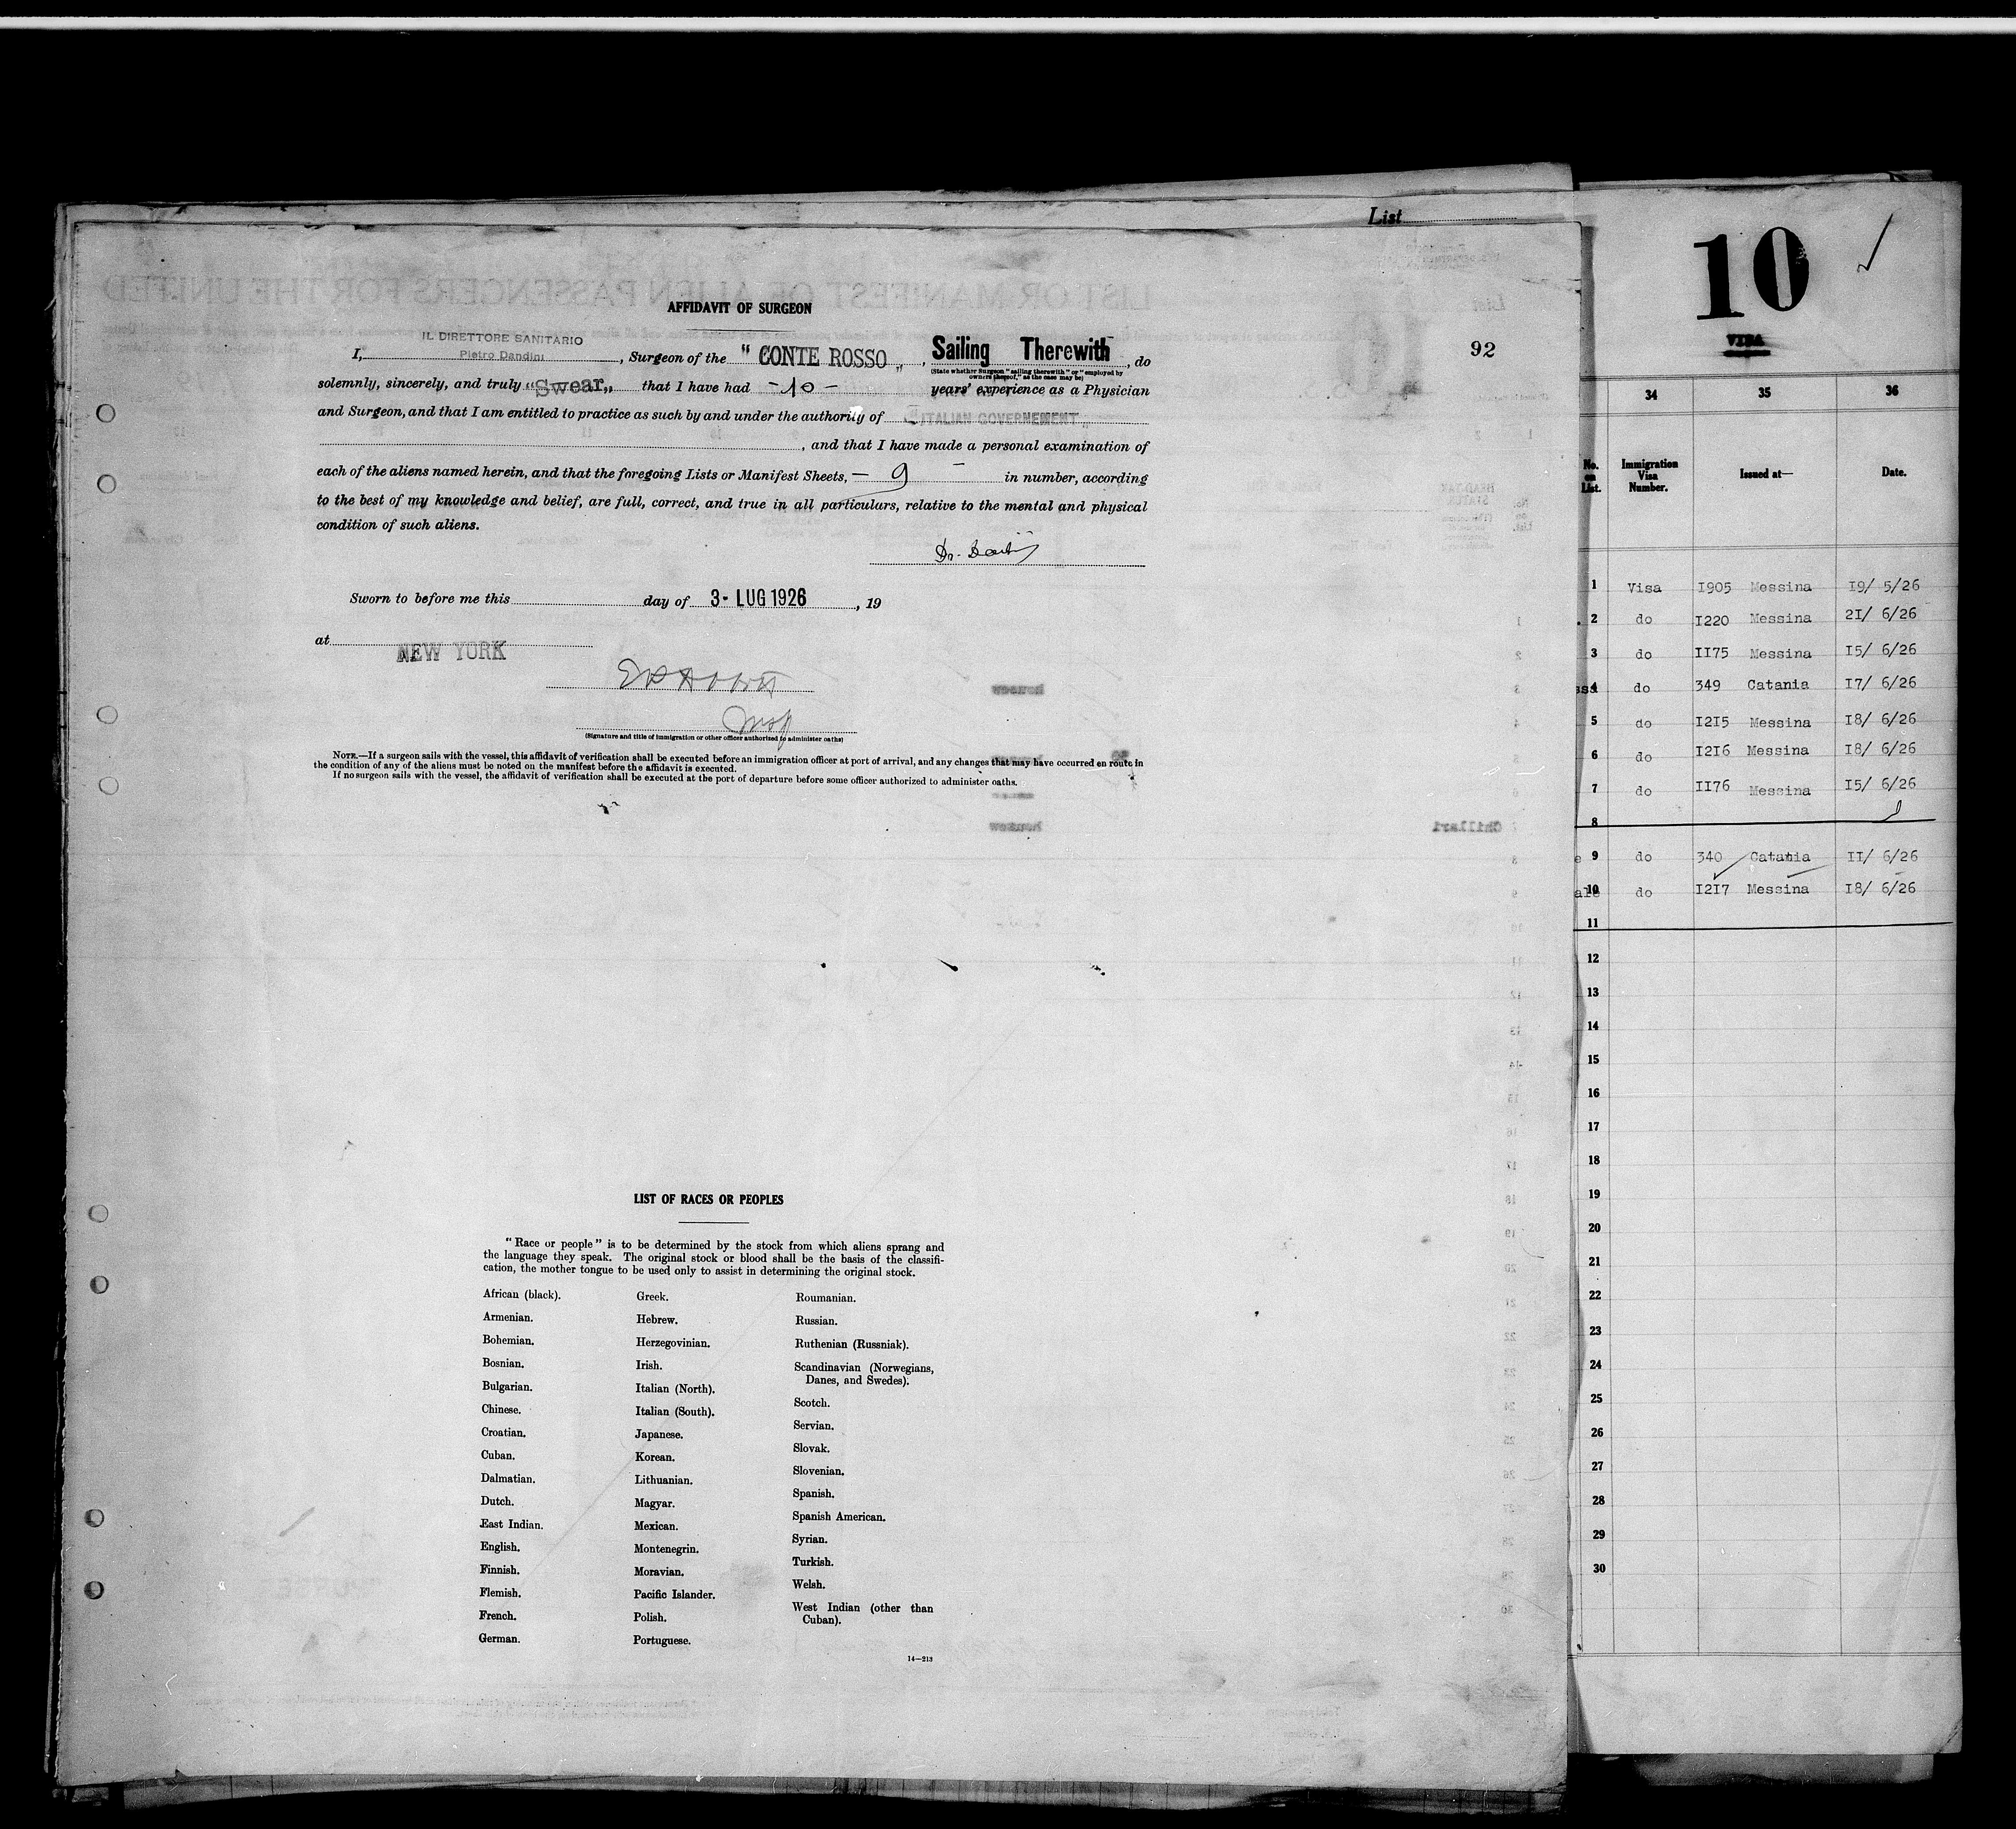 List
AFFIDAVIT OF SURGEON
IL DIRETTORE SANITARIO
Pietro Dandini
I, , Surgeon of the " CONTE ROSSO „ , Sailing Therewith , do
(State whether Surgeon "sailing therewith" or "employed by owners thereof," as the case may be)
92
solemnly, sincerely, and truly "Swear„ that I have had -10- years' experience as a Physician
and Surgeon, and that I am entitled to practice as such by and under the authority of ITALIAN GOVERNEMENT „
, and that I have made a personal examination of
each of the aliens named herein, and that the foregoing Lists or Manifest Sheets, — 9 — in number, according
to the best of my knowledge and belief, are full, correct, and true in all particulars, relative to the mental and physical
condition of such aliens.
Dr.
Sworn to before me this day of 3- LUG 1926 , 19
at NEW YORK
(Signature and title of immigration or other officer authorized to administer oaths)
NOTE.—If a surgeon sails with the vessel, this affidavit of verification shall be executed before an immigration officer at port of arrival, and any changes that may have occurred en route in
the condition of any of the aliens must be noted on the manifest before the affidavit is executed.
If no surgeon sails with the vessel, the affidavit of verification shall be executed at the port of departure before some officer authorized to administer oaths.
LIST OF RACES OR PEOPLES
"Race or people" is to be determined by the stock from which aliens sprang and
the language they speak. The original stock or blood shall be the basis of the classifi-
cation, the mother tongue to be used only to assist in determining the original stock.
African (black).
Armenian.
Bohemian.
Bosnian.
Bulgarian.
Chinese.
Croatian.
Cuban.
Dalmatian.
Dutch.
East Indian.
English.
Finnish.
Flemish.
French.
German.
Greek.
Hebrew.
Herzegovinian.
Irish.
Italian (North).
Italian (South).
Japanese.
Korean.
Lithuanian.
Magyar.
Mexican.
Montenegrin.
Moravian.
Pacific Islander.
Polish.
Portuguese.
Roumanian.
Russian.
Ruthenian (Russniak).
Scandinavian (Norwegians,
Danes, and Swedes).
Scotch.
Servian.
Slovak.
Slovenian.
Spanish.
Spanish American.
Syrian.
Turkish.
Welsh.
West Indian (other than
Cuban).
14—213
10
VISA
34 35 36
No. on List. Immigration Visa Number. Issued at— Date.
1 Visa I905 Messina I9/ 5/26
2 do I220 Messina 2I/ 6/26
3 do II75 Messina I5/ 6/26
4 do 349 Catania I7/ 6/26
5 do I2I5 Messina I8/ 6/26
6 do I2I6 Messina I8/ 6/26
7 do II76 Messina I5/ 6/26
8
9 do 340 Catania II/ 6/26
10 do I2I7 Messina I8/ 6/26
11
12
13
14
15
16
17
18
19
20
21
22
23
24
25
26
27
28
29
30